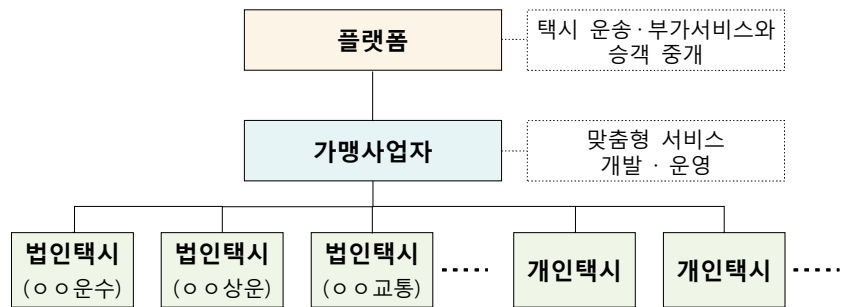 플랫폼
택시 운송·부가서비스와
승객 중개
가맹사업자
맞춤형 서비스
개발 · 운영
법인택시
(ㅇㅇ운수)
법인택시
(ㅇㅇ상운)
법인택시
(ㅇㅇ교통)
·····
개인택시
개인택시
·····